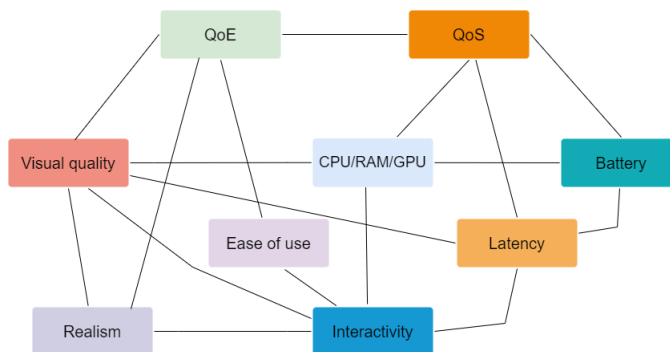 QoE
QoS
Visual quality
CPU/RAM/GPU
Battery
Ease of use
Latency
Realism
Interactivity